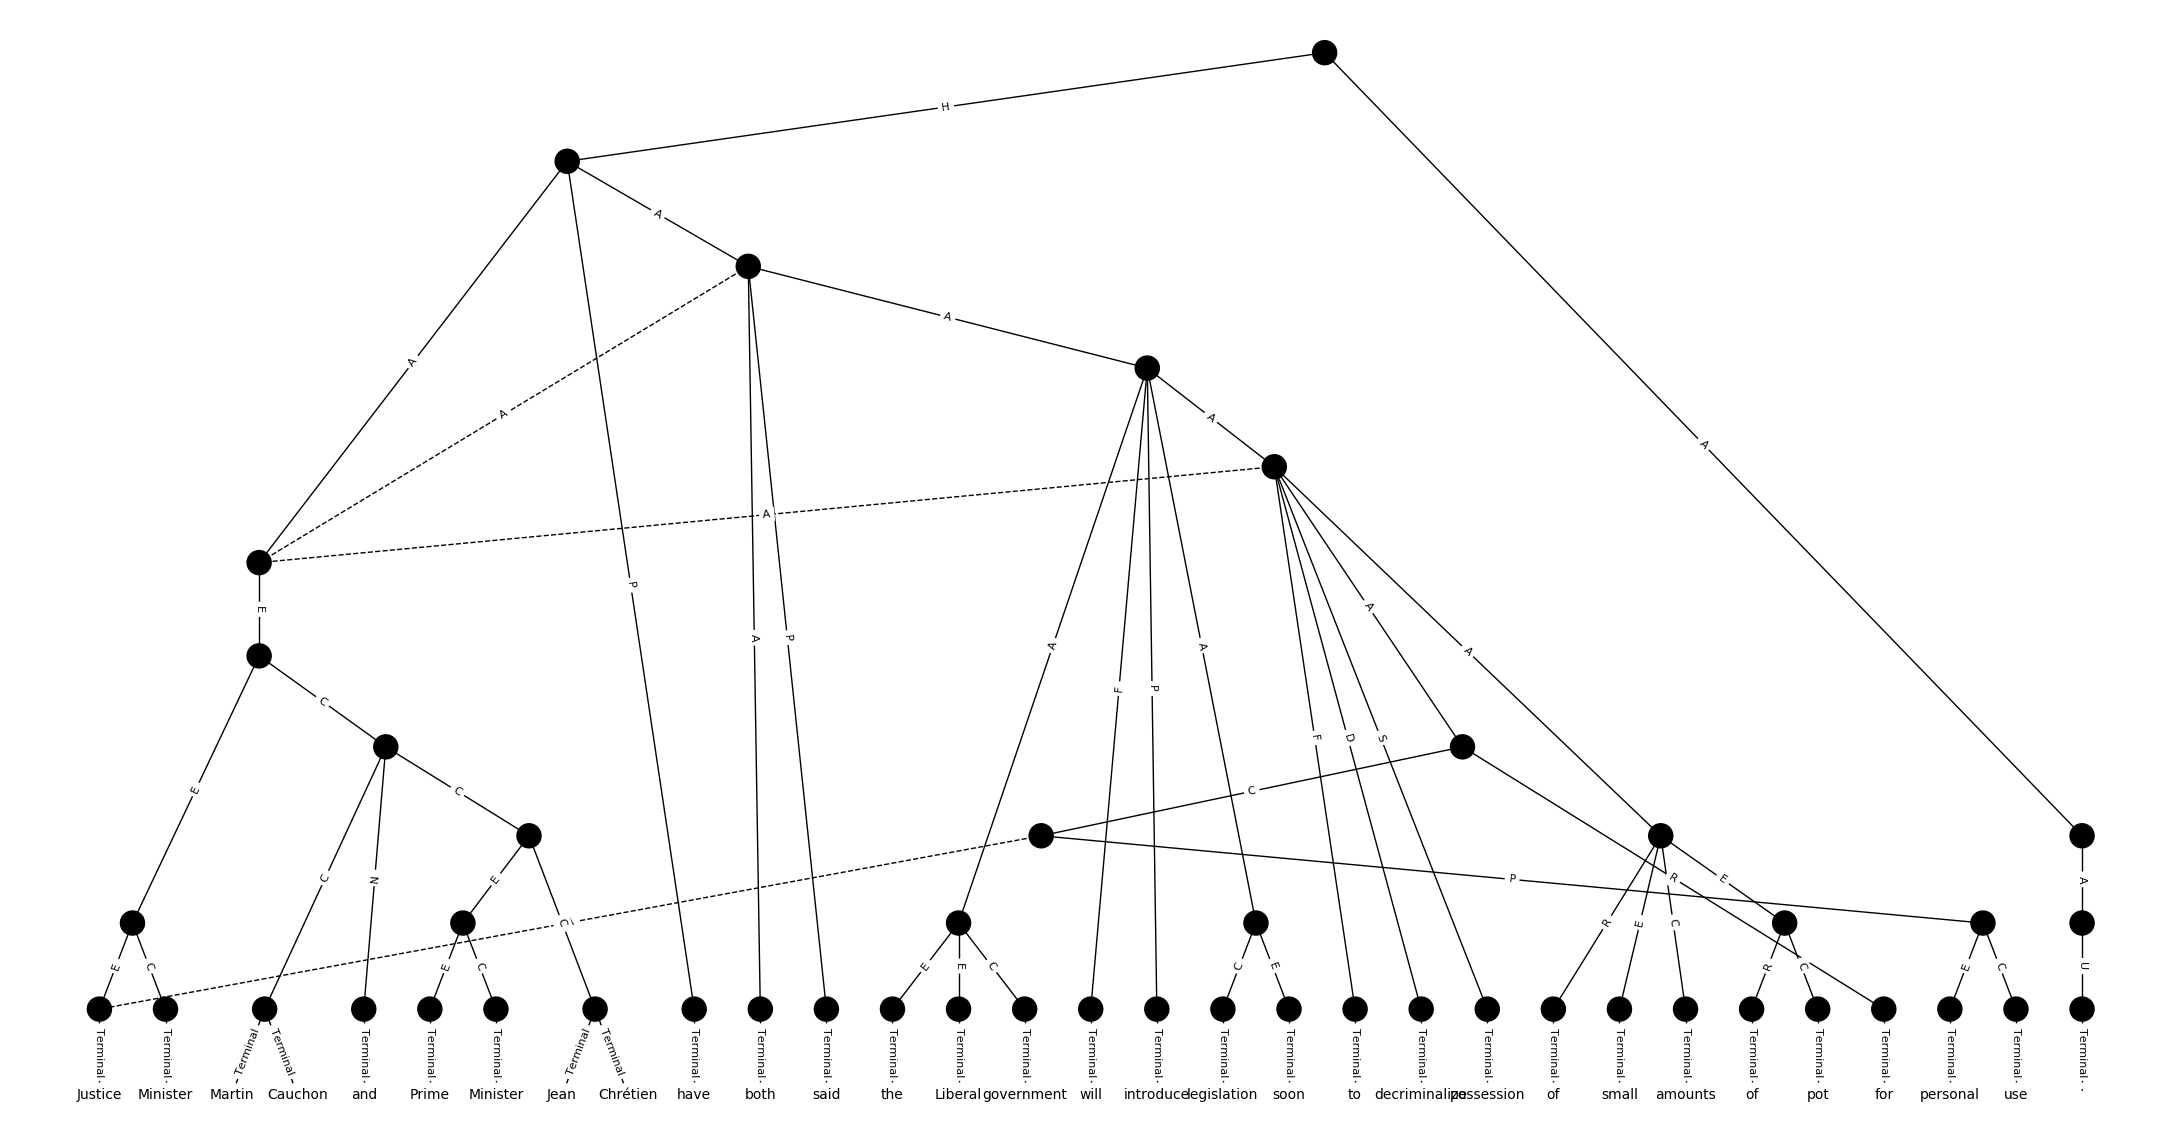 H
A
A
A
A
A
A
A
A
P
E
A
P
A
A
A
F
P
A
C
F
D
S
E
C
C
P
C
N
E
R
E
A
C
R
E
C
E
C
E
C
E
E
C
C
E
R
C
E
C
U
Terminal Terminal Terminal Terminal Terminal Terminal Terminal Terminal Terminal Terminal Terminal Terminal Terminal Terminal Terminal Terminal Terminal Terminal Terminal Terminal Terminal Terminal Terminal Terminal Terminal Terminal Terminal Terminal Terminal Terminal
Justice Minister Martin Cauchon and Prime Minister Jean Chrétien have both said the Liberal government will introduce legislation soon to decriminalize possession of small amounts of pot for personal use .